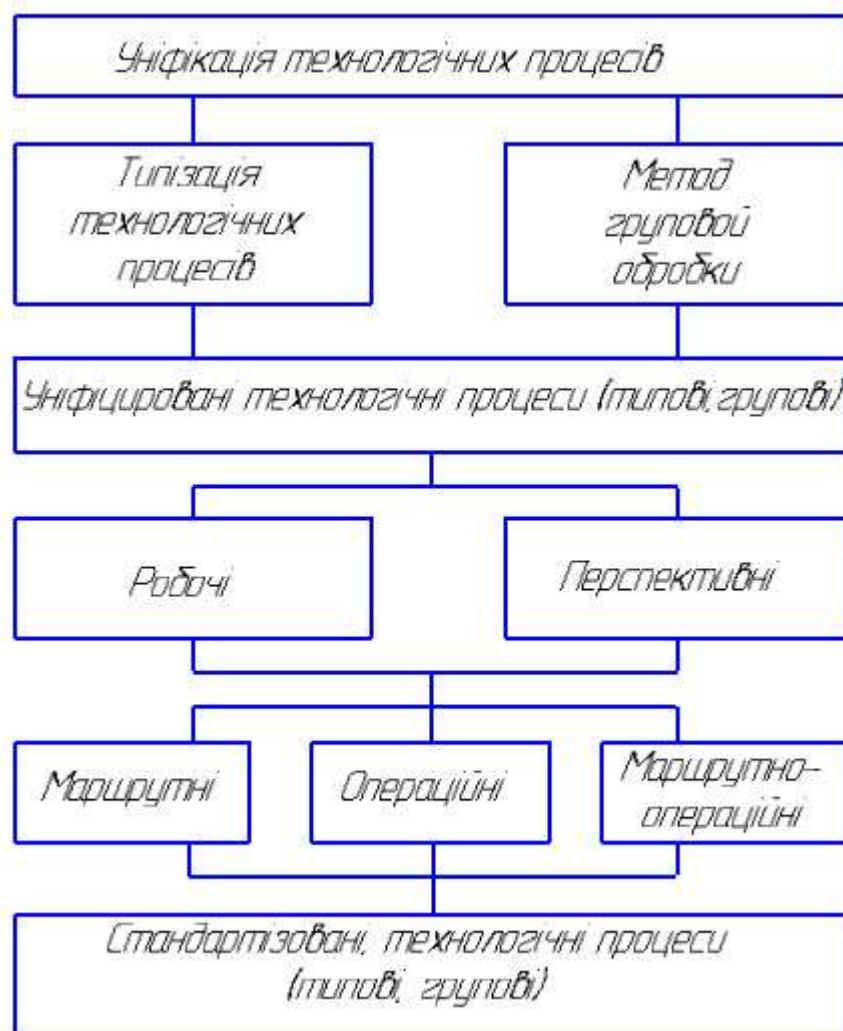 Уніфікація технологічних процесів
Типізація
технологічних
процесів
Метод
групової
обробки
Уніфіцировані технологічні процеси (типові, групові)
Робочі
Перспективні
Маршрутні
Операційні
Маршрутно-
операційні
Стандартізовані, технологічні процеси
(типові, групові)